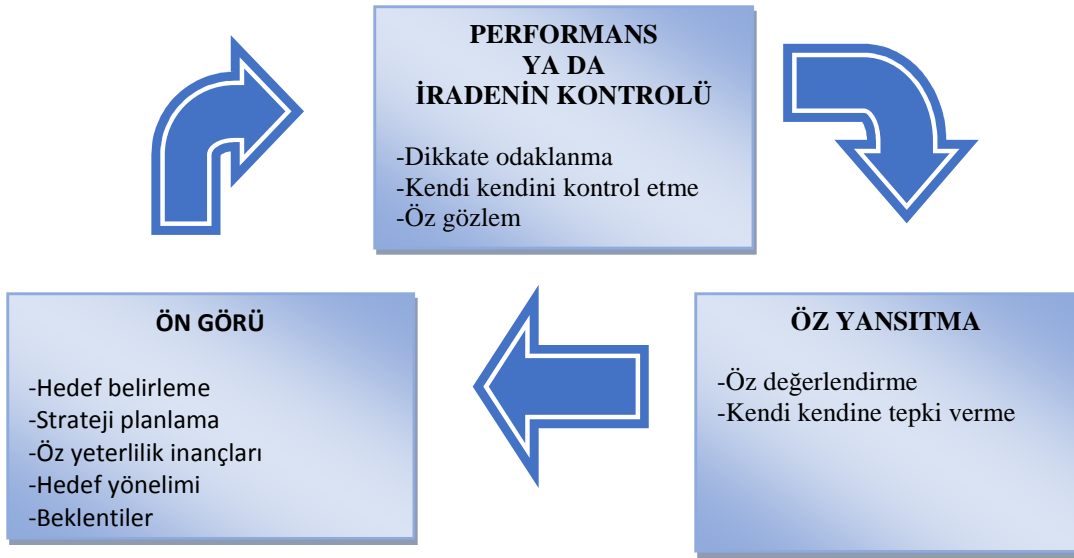 PERFORMANS
YA DA
İRADENİN KONTROLÜ
-Dikkate odaklanma
-Kendi kendini kontrol etme
-Öz gözlem
ÖN GÖRÜ
-Hedef belirleme
-Strateji planlama
-Öz yeterlilik inançları
-Hedef yönelimi
-Beklentiler
ÖZ YANSITMA
-Öz değerlendirme
-Kendi kendine tepki verme